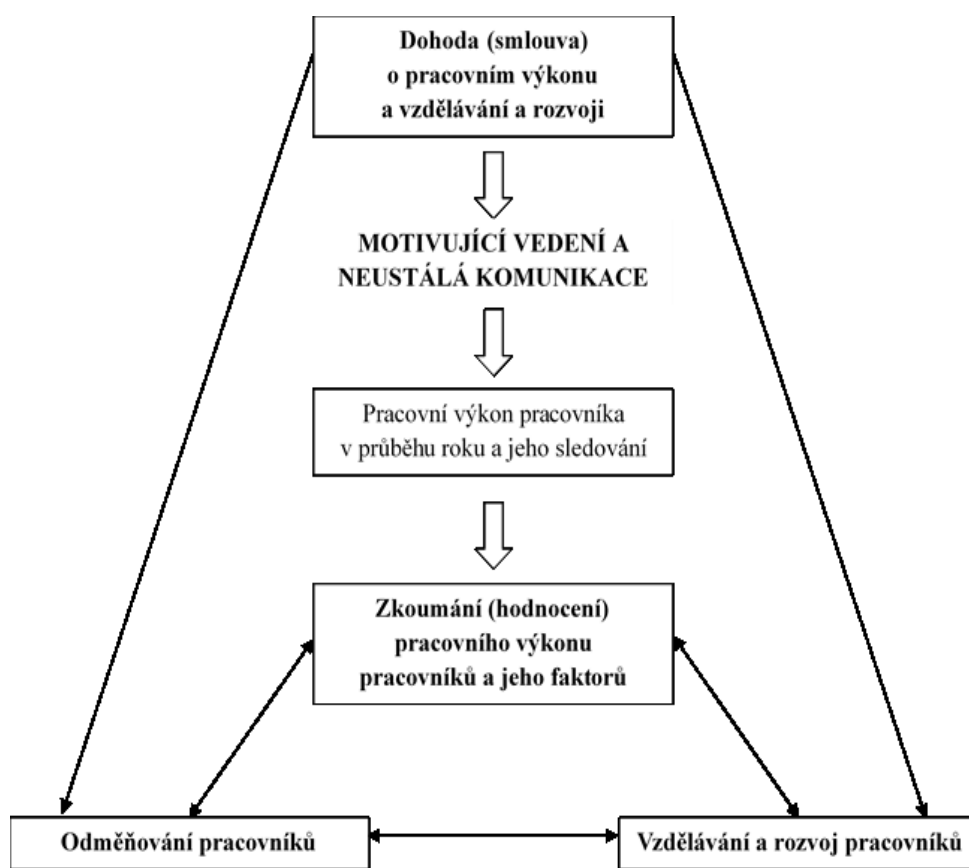 Dohoda (smlouva)
o pracovním výkonu
a vzdělávání a rozvoji
MOTIVUJÍCÍ VEDENÍ A
NEUSTÁLÁ KOMUNIKACE
Pracovní výkon pracovníka
v průběhu roku a jeho sledování
Zkoumání (hodnocení)
pracovního výkonu
pracovníků a jeho faktorů
Odměňování pracovníků
Vzdělávání a rozvoj pracovníků